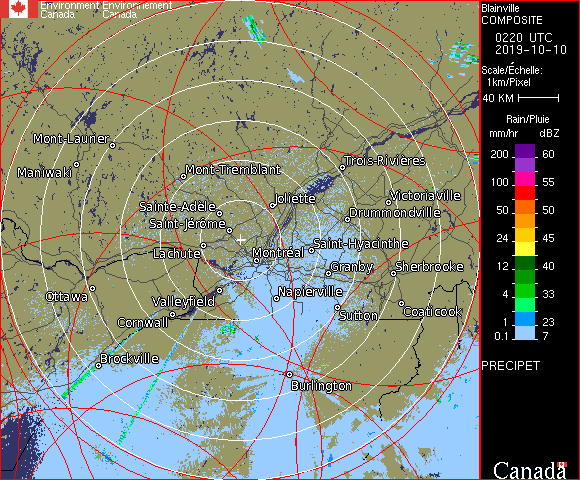 Environment Environnement
Canada Canada
Blainville
COMPOSITE
0220 UTC
2019-10-10
Scale/Échelle:
1km/Pixel
40 KM
Rain/Pluie
mm/hr dBZ
200 60
100 55
50 50
24 45
12 40
4 33
1 23
0.1 7
PRECIPET
Mont-Laurier
Maniwaki
Mont-Tremblant
Trois-Rivières
Joliette
Victoriaville
Sainte-Adele
Drummondville
Saint-Jérôme
Lachute
Montréal
Saint-Hyacinthe
Granby
Sherbrooke
Ottawa
Valleyfield
Napierville
Cornwall
Sutton
Coaticook
Brockville
Burlington
Canada